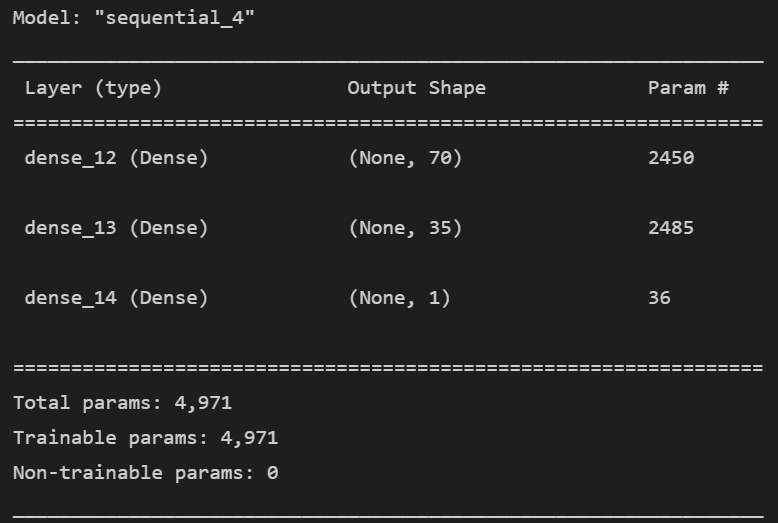 Model: "sequential_4"
_________________________________________________________________
Layer (type)                Output Shape              Param #
=================================================================
dense_12 (Dense)            (None, 70)                2450
dense_13 (Dense)            (None, 35)                2485
dense_14 (Dense)            (None, 1)                 36
=================================================================
Total params: 4,971
Trainable params: 4,971
Non-trainable params: 0
_________________________________________________________________